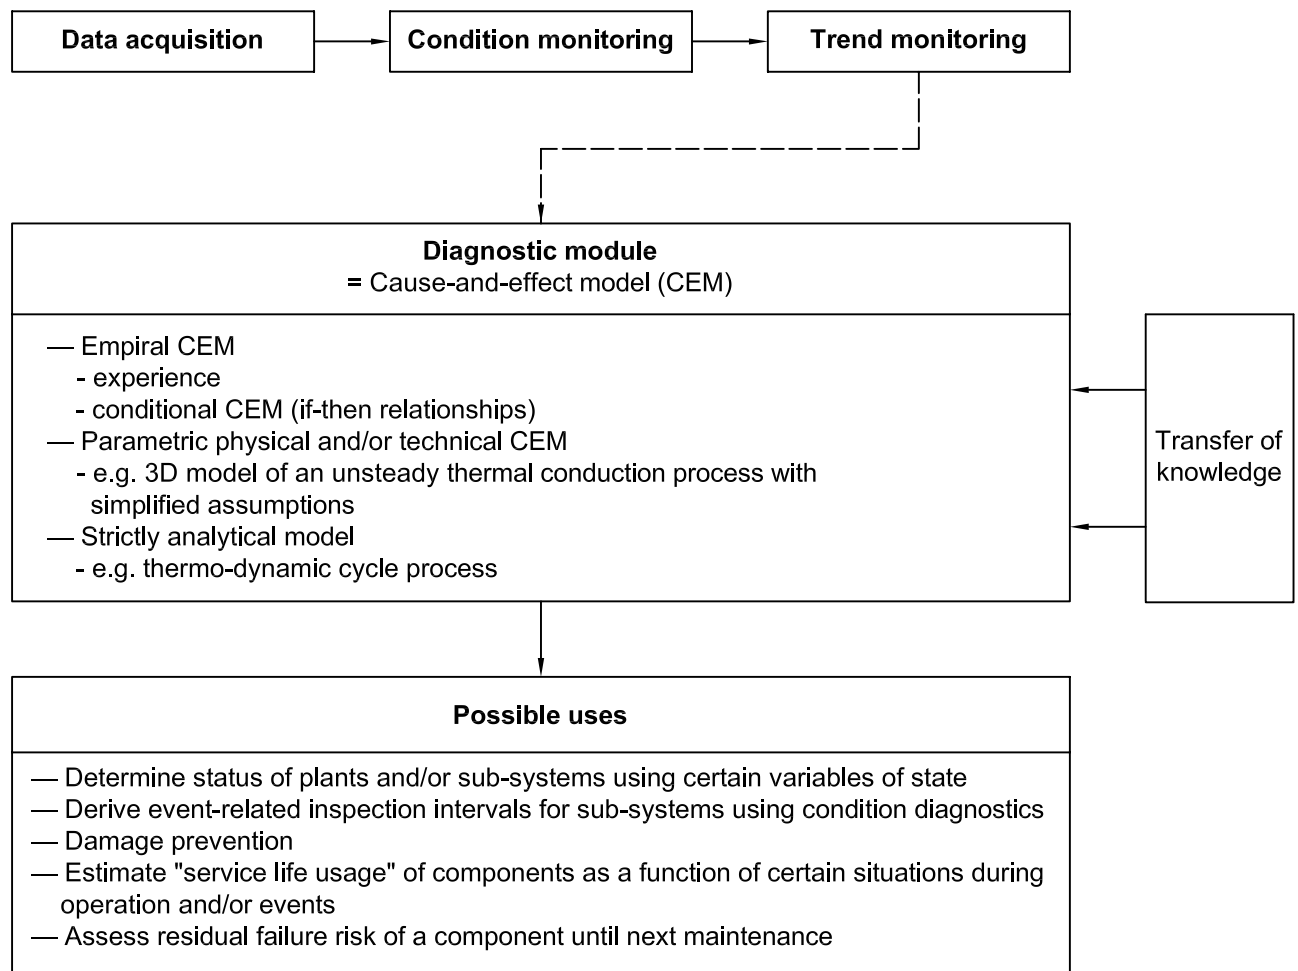 Data acquisition
Condition monitoring
Trend monitoring
Diagnostic module
= Cause-and-effect model (CEM)
— Empiral CEM
- experience
- conditional CEM (if-then relationships)
— Parametric physical and/or technical CEM
- e.g. 3D model of an unsteady thermal conduction process with
simplified assumptions
— Strictly analytical model
- e.g. thermo-dynamic cycle process
Transfer of
knowledge
Possible uses
— Determine status of plants and/or sub-systems using certain variables of state
— Derive event-related inspection intervals for sub-systems using condition diagnostics
— Damage prevention
— Estimate "service life usage" of components as a function of certain situations during
operation and/or events
— Assess residual failure risk of a component until next maintenance